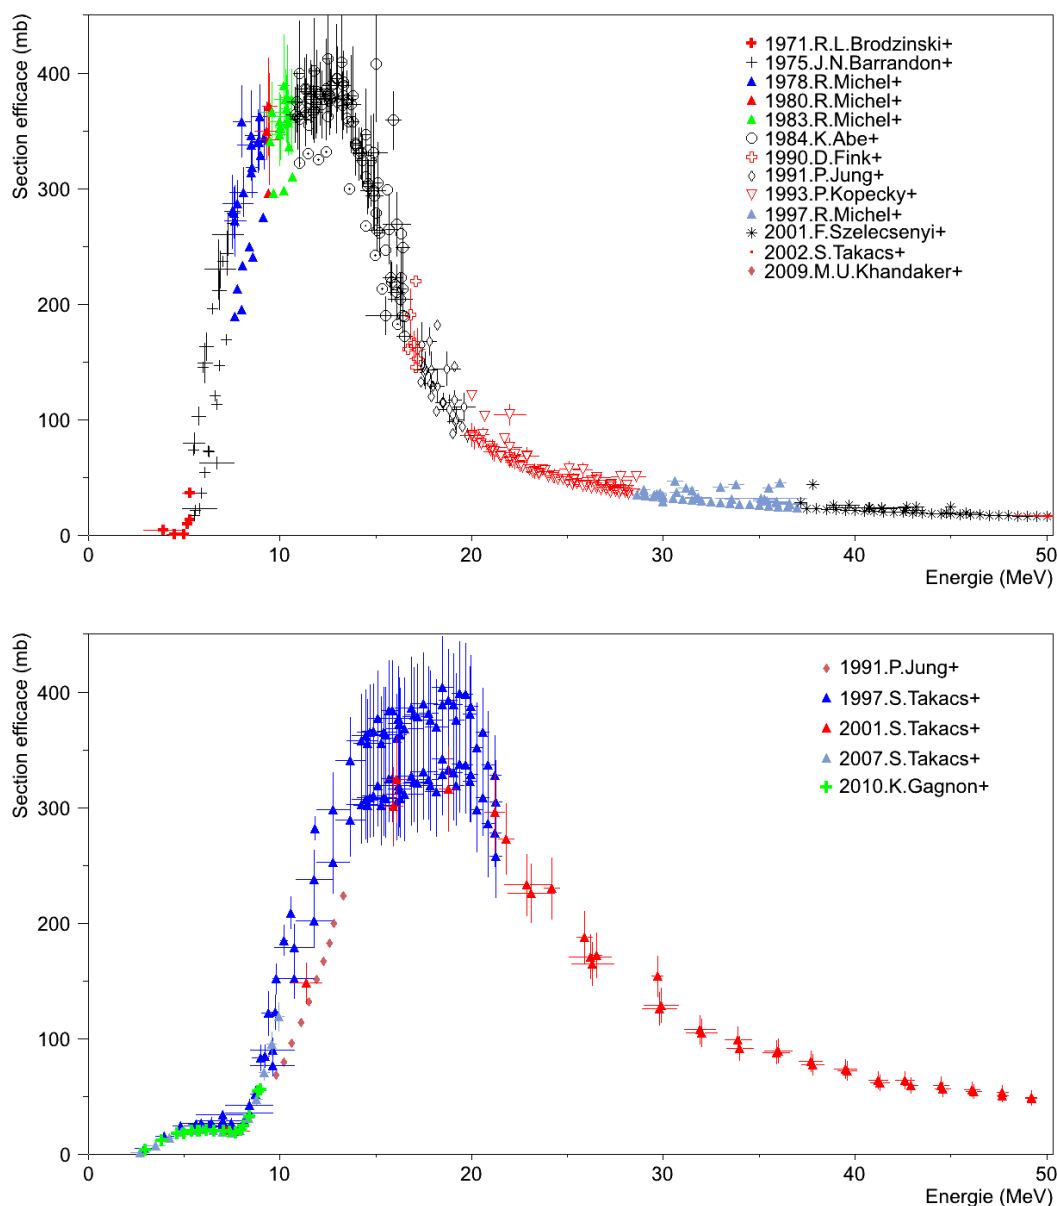 Section efficace (mb)
400
300
200
100
0
0 10 20 30 40 50
Energie (MeV)
1971.R.L.Brodzinski+
1975.J.N.Barrandon+
1978.R.Michel+
1980.R.Michel+
1983.R.Michel+
1984.K.Abe+
1990.D.Fink+
1991.P.Jung+
1993.P.Kopecky+
1997.R.Michel+
2001.F.Szelecsenyi+
2002.S.Takacs+
2009.M.U.Khandaker+
Section efficace (mb)
400
300
200
100
0
0 10 20 30 40 50
Energie (MeV)
1991.P.Jung+
1997.S.Takacs+
2001.S.Takacs+
2007.S.Takacs+
2010.K.Gagnon+